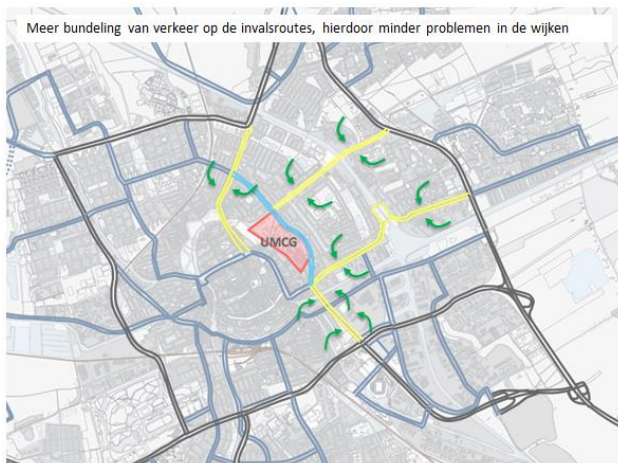 Meer bundeling van verkeer op de invalsroutes, hierdoor minder problemen in de wijken
UMCG